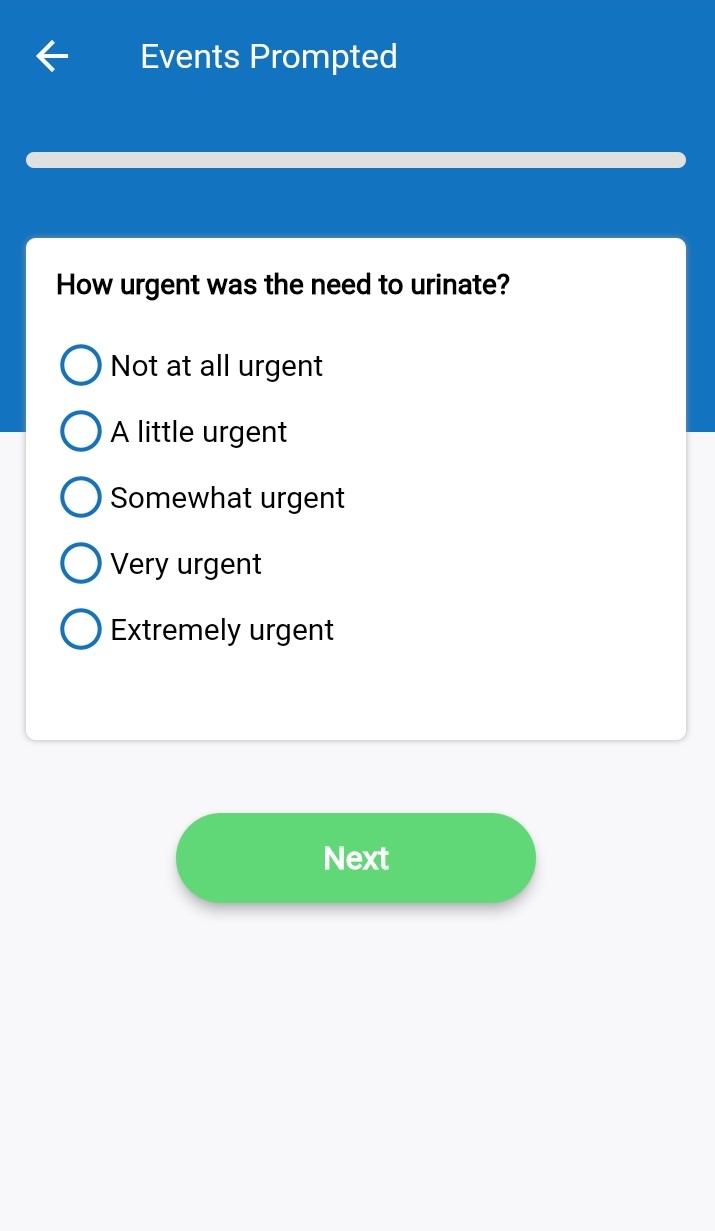 Events Prompted
How urgent was the need to urinate?
Not at all urgent
A little urgent
Somewhat urgent
Very urgent
Extremely urgent
Next